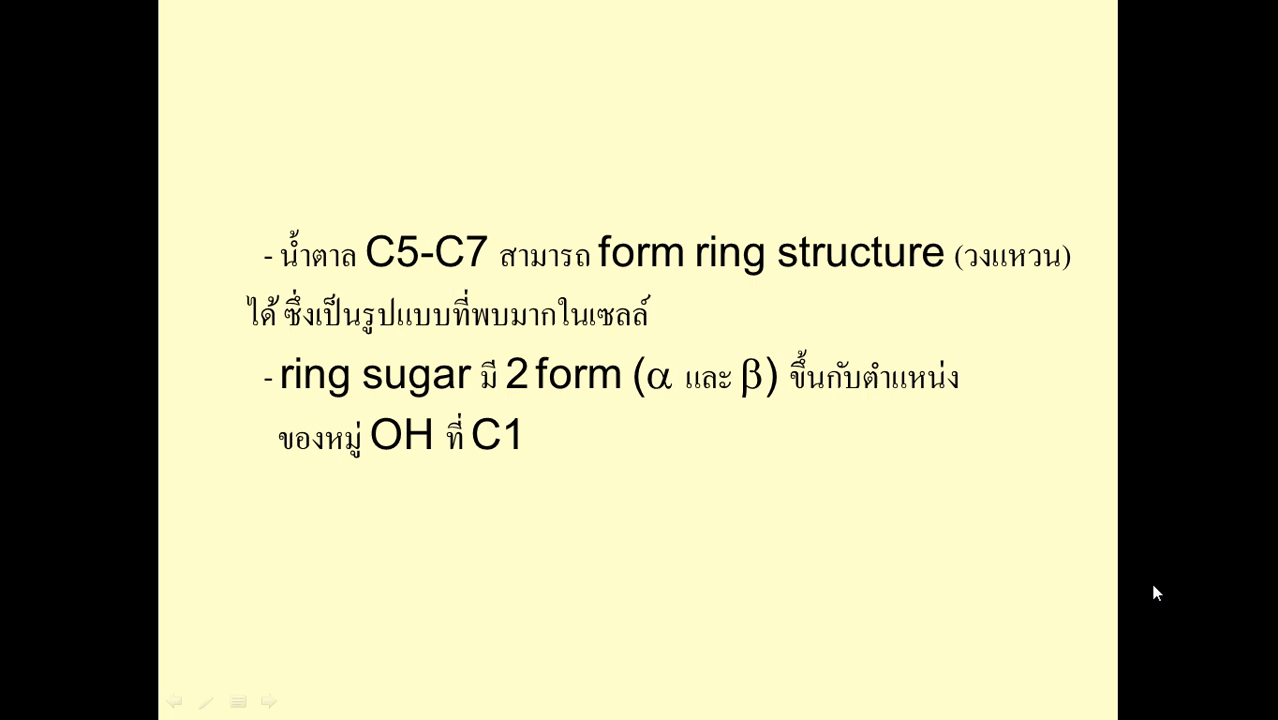 - น้ำตาล C5-C7 สามารถ form ring structure (วงแหวน)
ได้ ซึ่งเป็นรูปแบบที่พบมากในเซลล์
- ring sugar มี 2 form (α และ β) ขึ้นกับตำแหน่ง
ของหมู่ OH ที่ C1